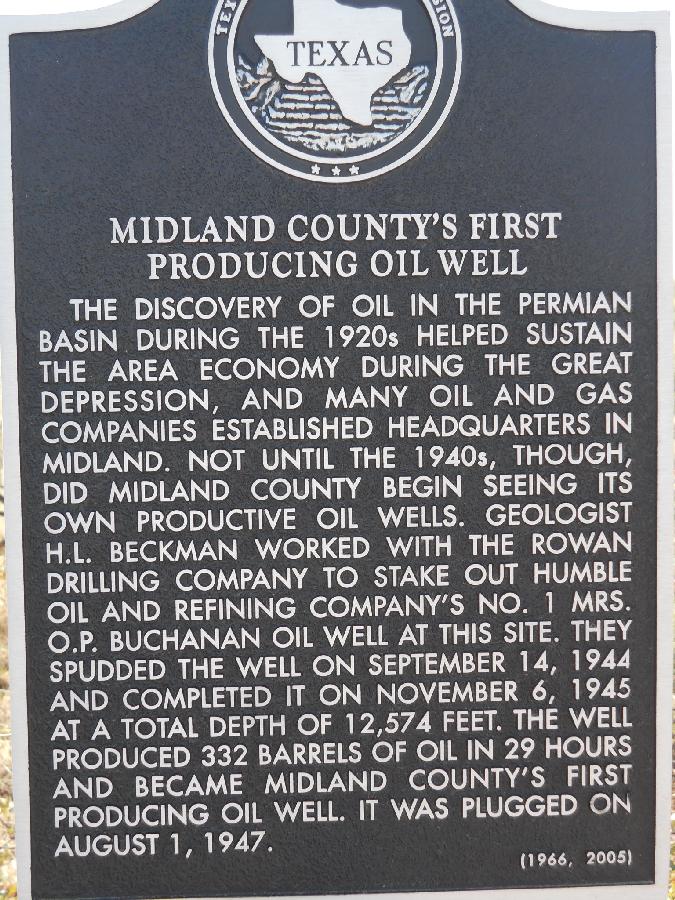 TEXAS
MIDLAND COUNTY'S FIRST
PRODUCING OIL WELL
THE DISCOVERY OF OIL IN THE PERMIAN
BASIN DURING THE 1920s HELPED SUSTAIN
THE AREA ECONOMY DURING THE GREAT
DEPRESSION, AND MANY OIL AND GAS
COMPANIES ESTABLISHED HEADQUARTERS IN
MIDLAND. NOT UNTIL THE 1940s, THOUGH,
DID MIDLAND COUNTY BEGIN SEEING ITS
OWN PRODUCTIVE OIL WELLS. GEOLOGIST
H.L. BECKMAN WORKED WITH THE ROWAN
DRILLING COMPANY TO STAKE OUT HUMBLE
OIL AND REFINING COMPANY'S NO. 1 MRS.
O.P. BUCHANAN OIL WELL AT THIS SITE. THEY
SPUDDED THE WELL ON SEPTEMBER 14, 1944
AND COMPLETED IT ON NOVEMBER 6, 1945
AT A TOTAL DEPTH OF 12,574 FEET. THE WELL
PRODUCED 332 BARRELS OF OIL IN 29 HOURS
AND BECAME MIDLAND COUNTY'S FIRST
PRODUCING OIL WELL. IT WAS PLUGGED ON
AUGUST 1, 1947.
(1966, 2005)